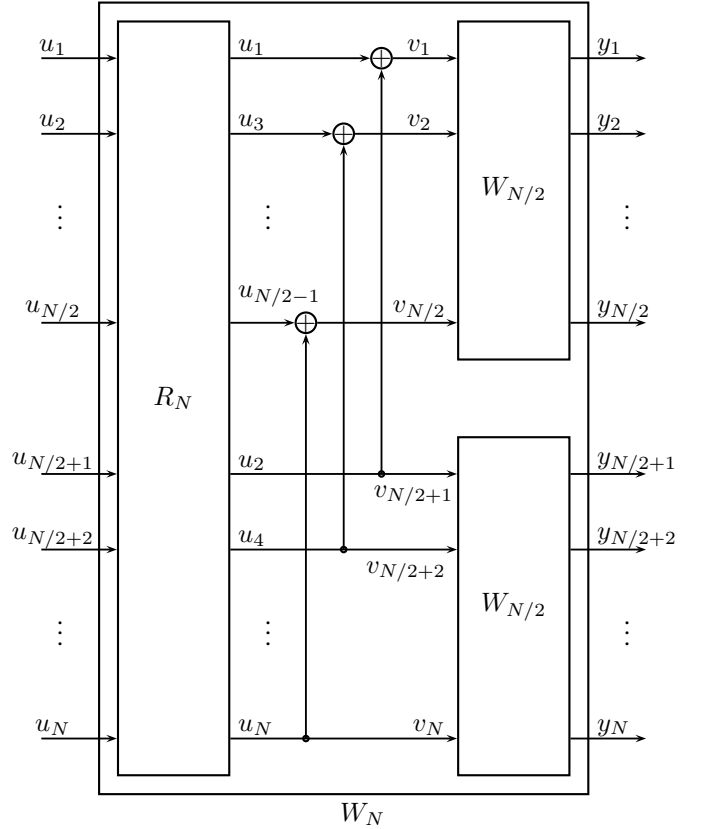 u_1 u_1 v_1 y_1
u_2 u_3 v_2 y_2
W_{N/2}
⋮ ⋮ ⋮
u_{N/2} u_{N/2−1} v_{N/2} y_{N/2}
R_N
u_{N/2+1} u_2 v_{N/2+1} y_{N/2+1}
u_{N/2+2} u_4 v_{N/2+2} y_{N/2+2}
W_{N/2}
⋮ ⋮ ⋮
u_N u_N v_N y_N
W_N